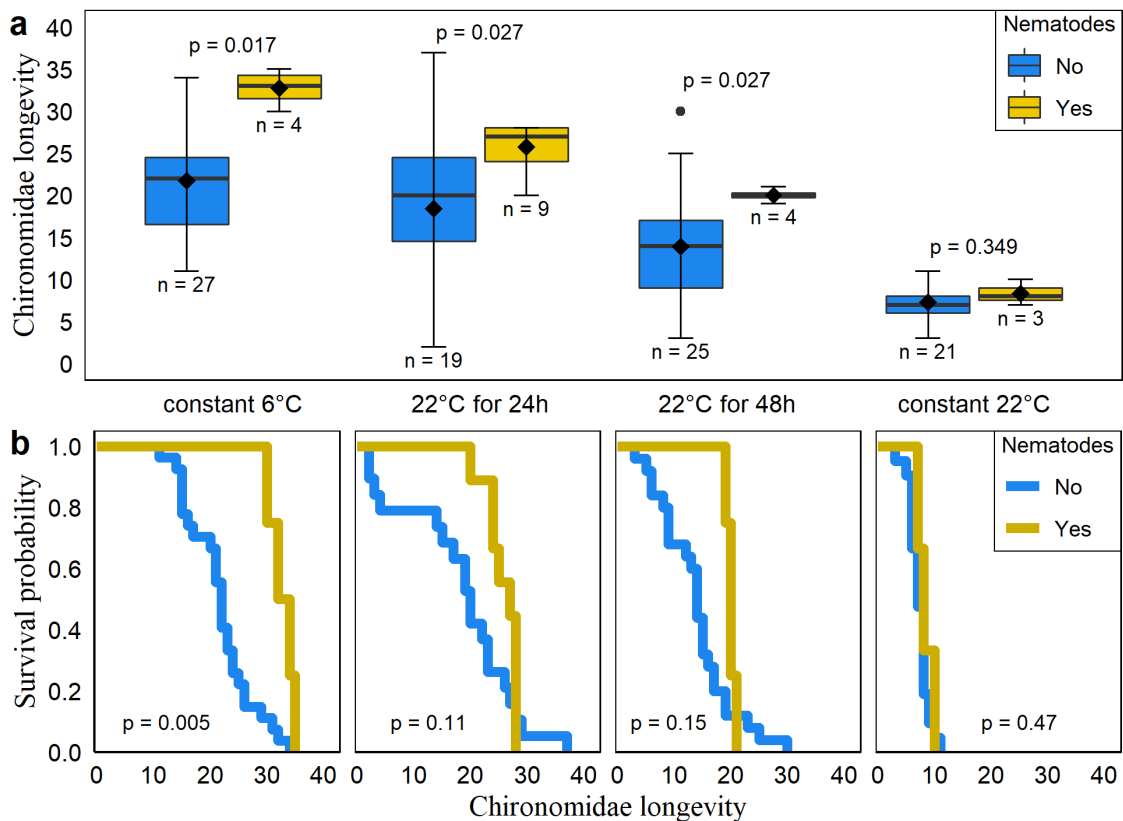 a
Chironomidae longevity
40
35
30
25
20
15
10
5
0
p = 0.017
p = 0.027
p = 0.027
p = 0.349
n = 27
n = 4
n = 19
n = 9
n = 25
n = 4
n = 21
n = 3
Nematodes
No
Yes
constant 6°C
22°C for 24h
22°C for 48h
constant 22°C
b
Survival probability
1.0
0.8
0.6
0.4
0.2
0.0
p = 0.005
p = 0.11
p = 0.15
p = 0.47
Nematodes
No
Yes
0 10 20 30 40
0 10 20 30 40
0 10 20 30 40
0 10 20 30 40
Chironomidae longevity